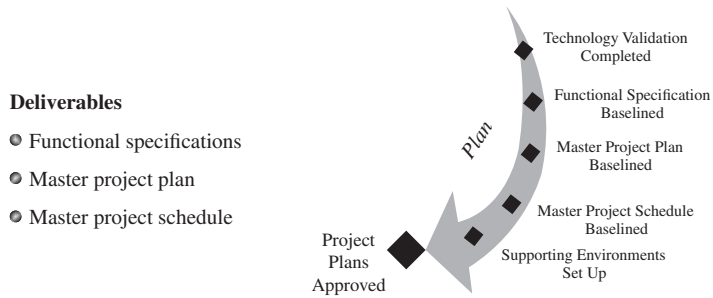 Deliverables
Functional specifications
Master project plan
Master project schedule
Plan
Technology Validation
Completed
Functional Specification
Baselined
Master Project Plan
Baselined
Master Project Schedule
Baselined
Supporting Environments
Set Up
Project
Plans
Approved